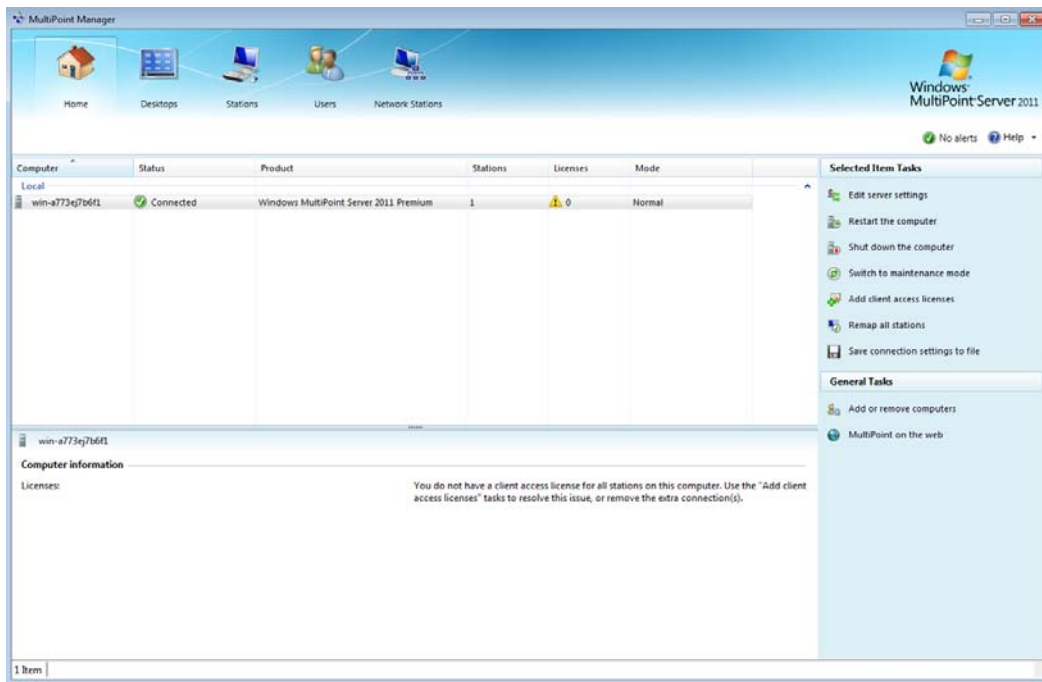 MultiPoint Manager
Home Desktops Stations Users Network Stations
Windows
MultiPoint Server 2011
No alerts Help
Computer Status Product Stations Licenses Mode
Local
win-a773ej7b6f1 Connected Windows MultiPoint Server 2011 Premium 1 0 Normal
Selected Item Tasks
Edit server settings
Restart the computer
Shut down the computer
Switch to maintenance mode
Add client access licenses
Remap all stations
Save connection settings to file
General Tasks
Add or remove computers
MultiPoint on the web
win-a773ej7b6f1
Computer information
Licenses: You do not have a client access license for all stations on this computer. Use the "Add client
access licenses" tasks to resolve this issue, or remove the extra connection(s).
1 Item